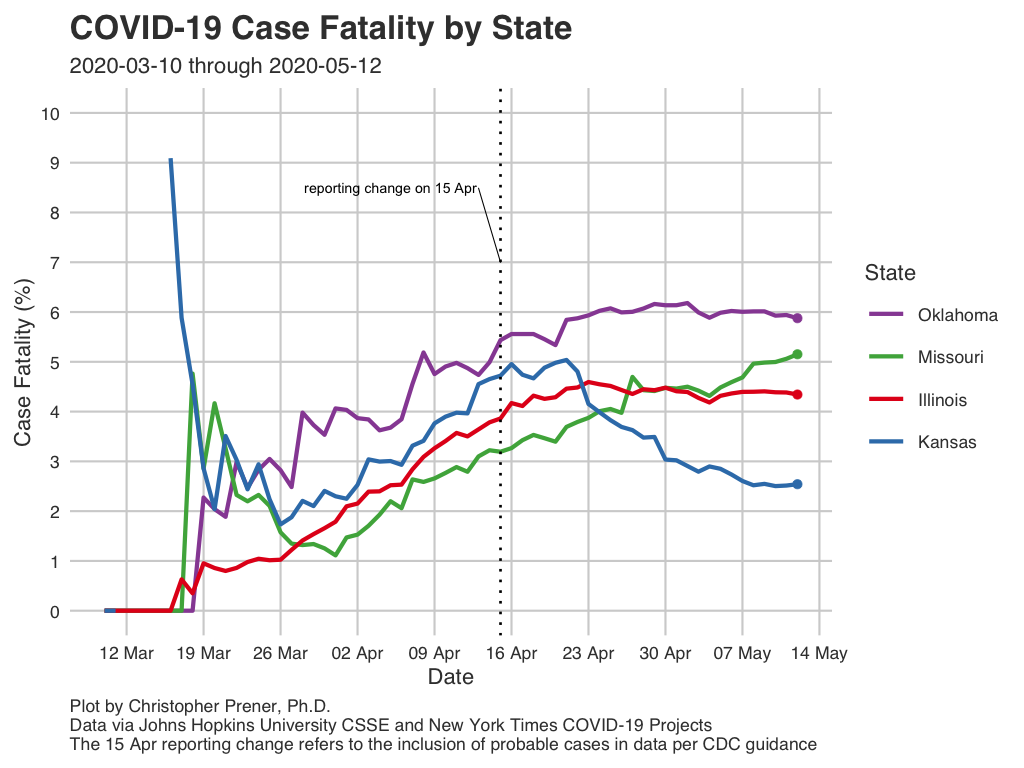 COVID-19 Case Fatality by State
2020-03-10 through 2020-05-12
10
9
8
7
6
5
4
3
2
1
0
Case Fatality (%)
reporting change on 15 Apr
12 Mar
19 Mar
26 Mar
02 Apr
09 Apr
16 Apr
23 Apr
30 Apr
07 May
14 May
Date
State
Oklahoma
Missouri
Illinois
Kansas
Plot by Christopher Prener, Ph.D.
Data via Johns Hopkins University CSSE and New York Times COVID-19 Projects
The 15 Apr reporting change refers to the inclusion of probable cases in data per CDC guidance